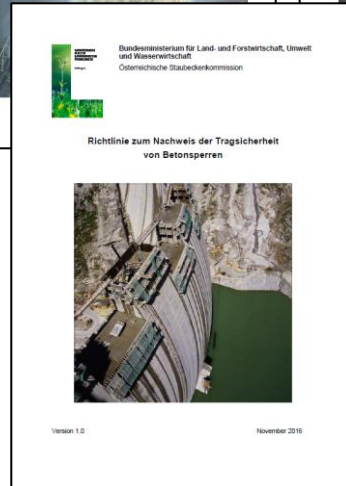 Bundesministerium für Land- und Forstwirtschaft, Umwelt
und Wasserwirtschaft
Österreichische Staubeckenkommission
Richtlinie zum Nachweis der Tragsicherheit
von Betonsperren
Version 1.0
November 2016